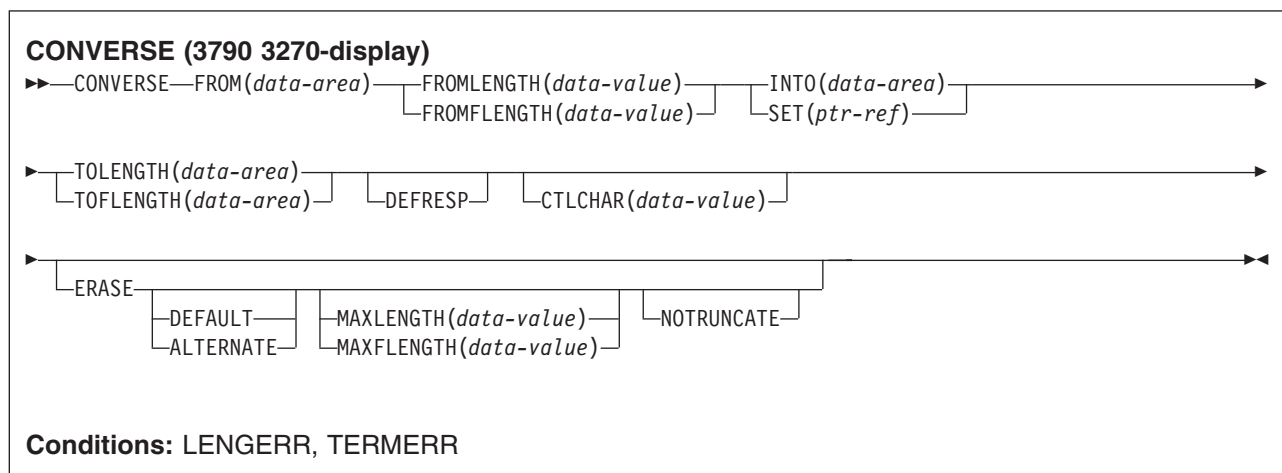 CONVERSE (3790 3270-display)
CONVERSE FROM(data-area) FROMLENGTH(data-value) INTO(data-area)
FROMFLENGTH(data-value) SET(ptr-ref)
TOLENGTH(data-area)
TOFLENGTH(data-area) DEFRESP CTLCHAR(data-value)
ERASE
DEFAULT MAXLENGTH(data-value) NOTRUNCATE
ALTERNATE MAXFLENGTH(data-value)
Conditions: LENGERR, TERMERR